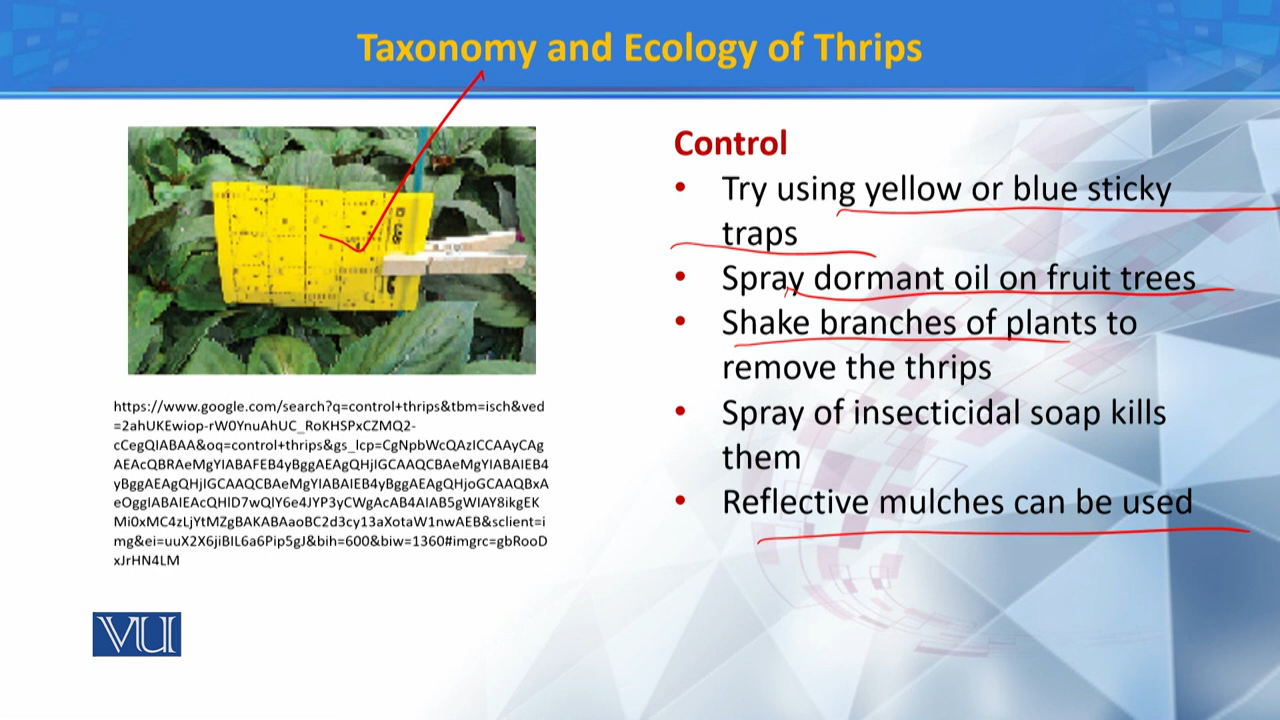 Taxonomy and Ecology of Thrips
Control
• Try using yellow or blue sticky
traps
• Spray dormant oil on fruit trees
• Shake branches of plants to
remove the thrips
• Spray of insecticidal soap kills
them
• Reflective mulches can be used
https://www.google.com/search?q=control+thrips&tbm=isch&ved
=2ahUKEwiop-rW0YnuAhUC_RoKHSPxCZMQ2-
cCegQIABAA&oq=control+thrips&gs_lcp=CgNpbWcQAzICCAAyCAg
AEAcQBRAeMgYIABAFEB4yBggAEAgQHjIGCAAQCBAeMgYIABAIEB4
yBggAEAgQHjIGCAAQCBAeMgYIABAIEB4yBggAEAgQHjoGCAAQBxA
eOggIABAIEAcQHlD7wQlY6e4JYP3yCWgAcAB4AIAB5gWIAY8ikgEK
Mi0xMC4zLjYtMZgBAKABAaoBC2d3cy13aXotaW1nwAEB&sclient=i
mg&ei=uuX2X6jiBIL6a6Pip5gJ&bih=600&biw=1360#imgrc=gbRooD
xJrHN4LM
VU